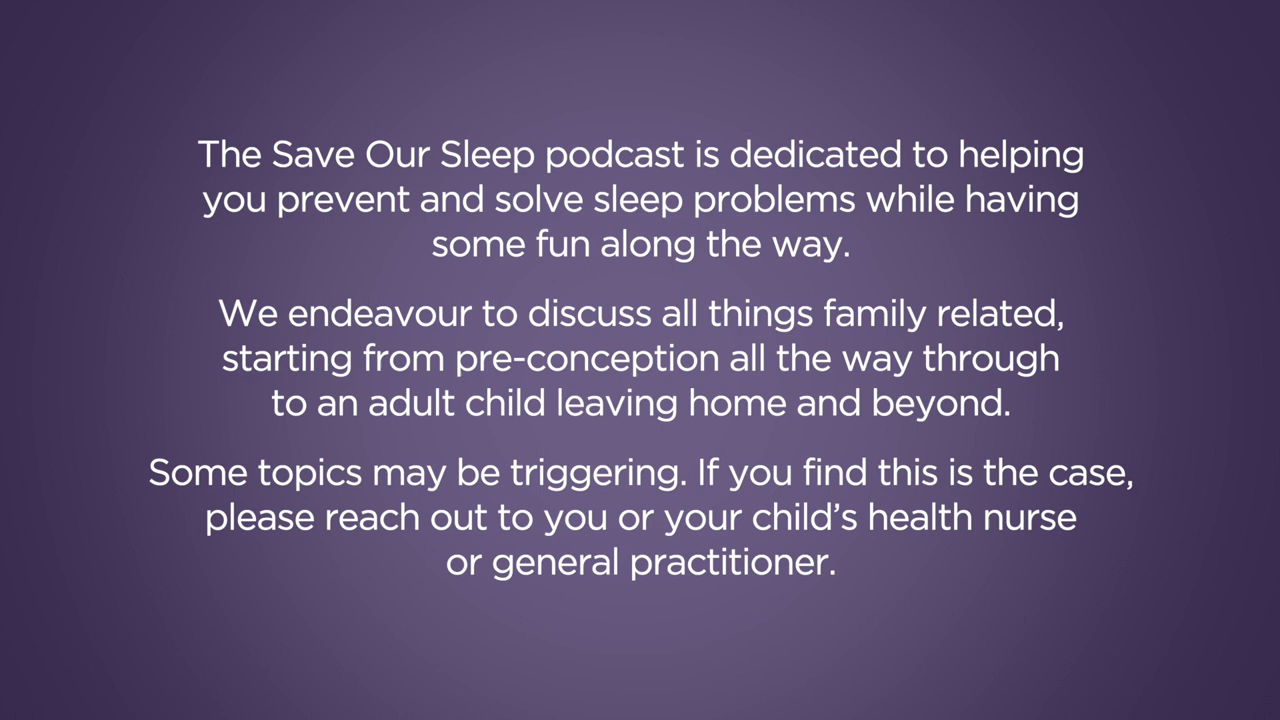 The Save Our Sleep podcast is dedicated to helping
you prevent and solve sleep problems while having
some fun along the way.
We endeavour to discuss all things family related,
starting from pre-conception all the way through
to an adult child leaving home and beyond.
Some topics may be triggering. If you find this is the case,
please reach out to you or your child’s health nurse
or general practitioner.